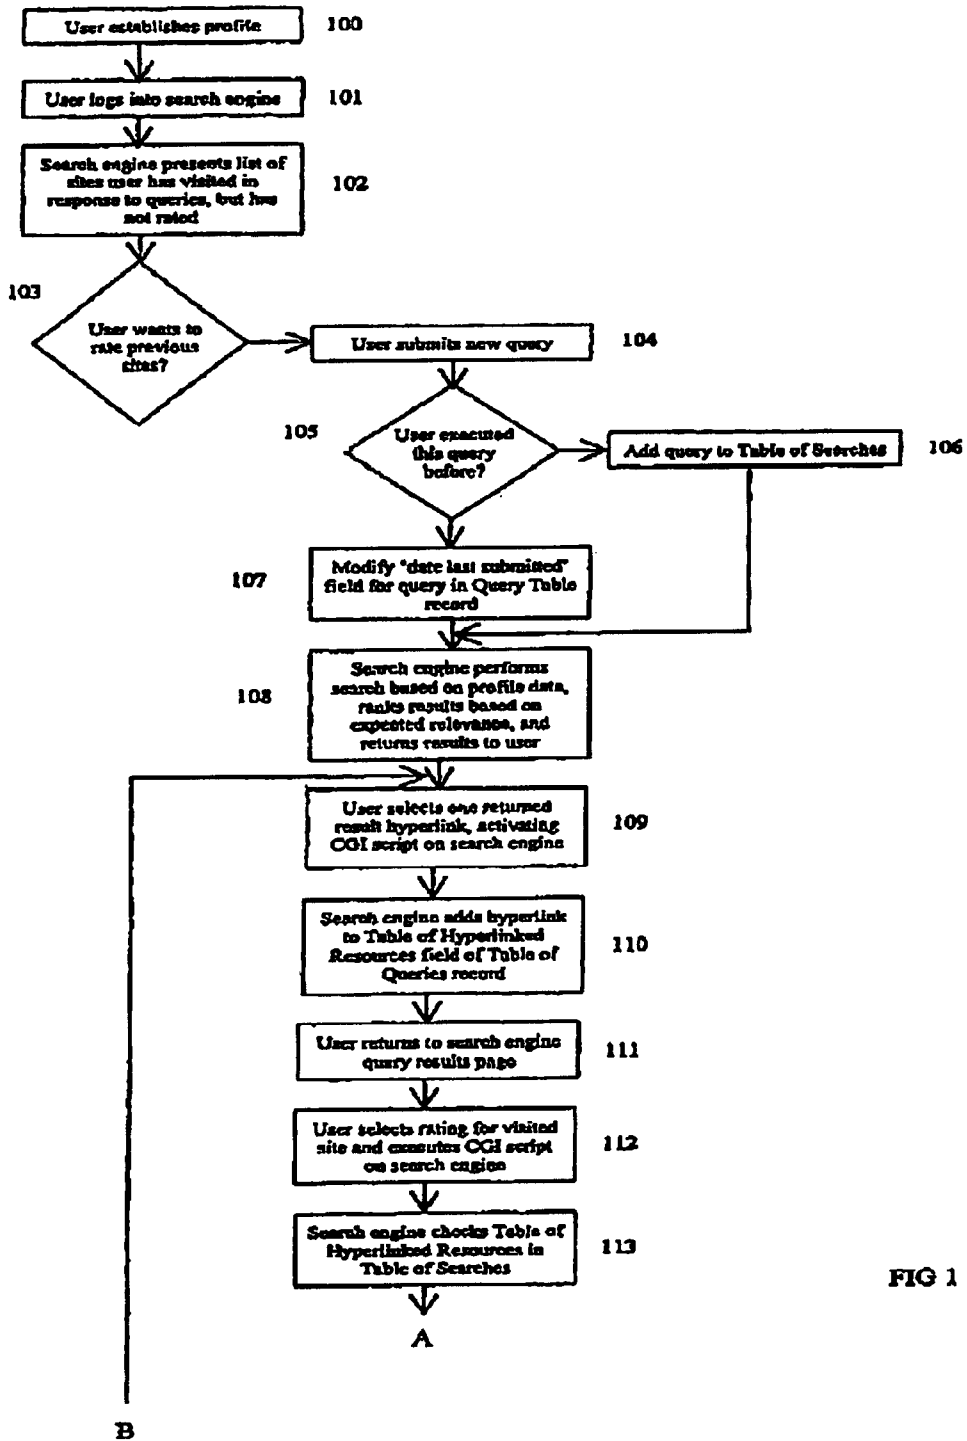 User establishes profile
100
User logs into search engine
101
Search engine presents list of
sites user has visited in
response to queries, but has
not rated
102
103
User wants to
rate previous
sites?
User submits new query
104
105
User executed
this query
before?
Add query to Table of Searches
106
107
Modify "date last submitted"
field for query in Query Table
record
108
Search engine performs
search based on profile data,
ranks results based on
expected relevance, and
returns results to user
User selects one returned
result hyperlink, activating
CGI script on search engine
109
Search engine adds hyperlink
to Table of Hyperlinked
Resources field of Table of
Queries record
110
User returns to search engine
query results page
111
User selects rating for visited
site and executes CGI script
on search engine
112
Search engine checks Table of
Hyperlinked Resources in
Table of Searches
113
FIG 1
A
B